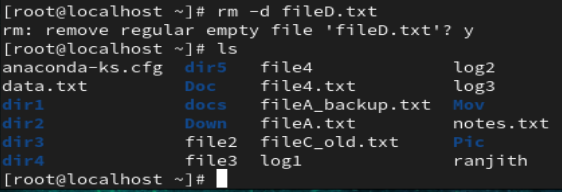 [root@localhost ~]# rm -d fileD.txt
rm: remove regular empty file 'fileD.txt'? y
[root@localhost ~]# ls
anaconda-ks.cfg dir5 file4 log2
data.txt Doc file4.txt log3
dir1 docs fileA_backup.txt Mov
dir2 Down fileA.txt notes.txt
dir3 file2 fileC_old.txt Pic
dir4 file3 log1 ranjith
[root@localhost ~]#